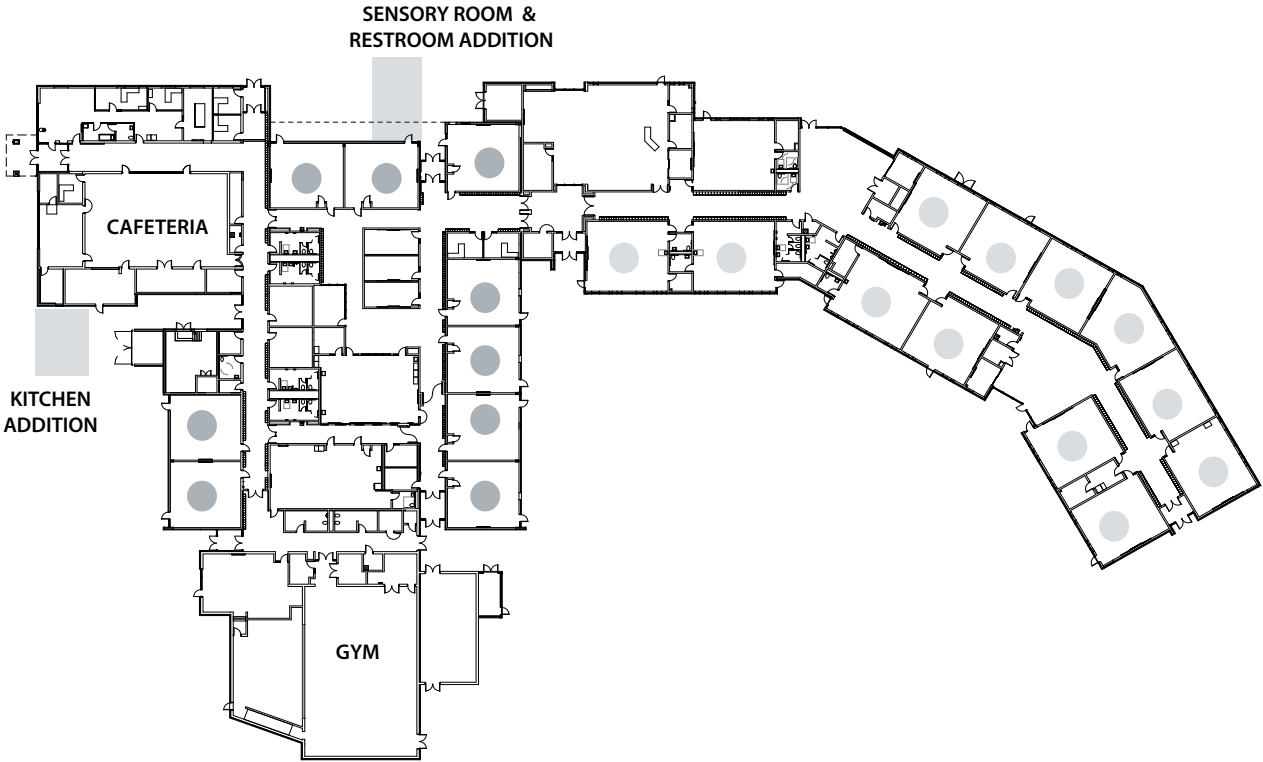 SENSORY ROOM &
RESTROOM ADDITION
CAFETERIA
KITCHEN
ADDITION
GYM